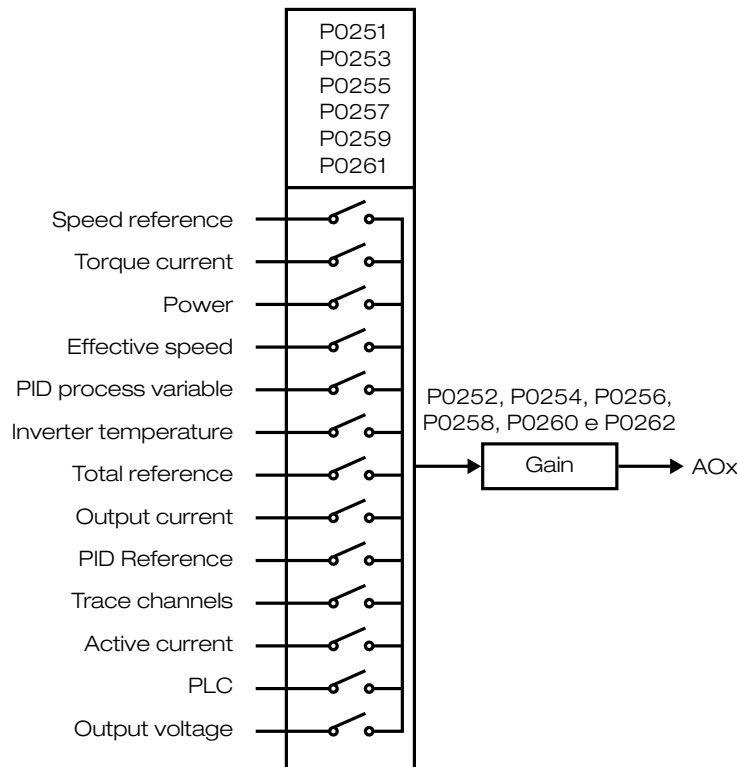 P0251
P0253
P0255
P0257
P0259
P0261
Speed reference
Torque current
Power
Effective speed
PID process variable
Inverter temperature
Total reference
Output current
PID Reference
Trace channels
Active current
PLC
Output voltage
P0252, P0254, P0256,
P0258, P0260 e P0262
Gain
AOx